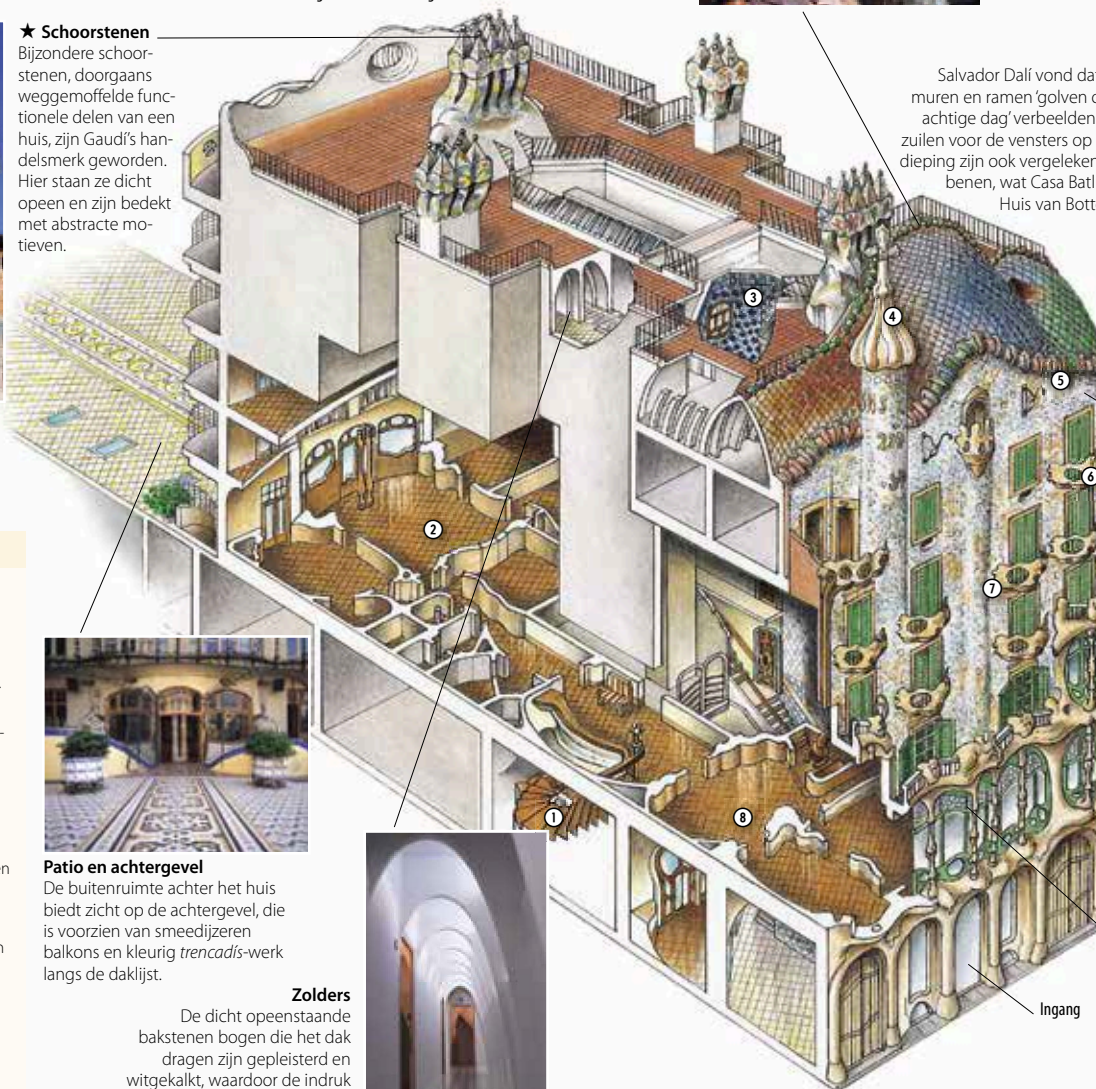 ★ Schoorstenen
Bijzondere schoor-
stenen, doorgaans
weggemoffelde func-
tionele delen van een
huis, zijn Gaudí's han-
delsmerk geworden.
Hier staan ze dicht
opeen en zijn bedekt
met abstracte mo-
tieven.
Salvador Dalí vond da
muren en ramen 'golven o
achtige dag' verbeelden
zuilen voor de vensters op
dieping zijn ook vergeleken
benen, wat Casa Batl
Huis van Bott
3
4
5
6
2
7
1
8
Patio en achtergevel
De buitenruimte achter het huis
biedt zicht op de achtergevel, die
is voorzien van smeedijzeren
balkons en kleurig trencadís-werk
langs de daklijst.
Zolders
De dicht opeenstaande
bakstenen bogen die het dak
dragen zijn gepleisterd en
witgekalkt, waardoor de indruk
Ingang